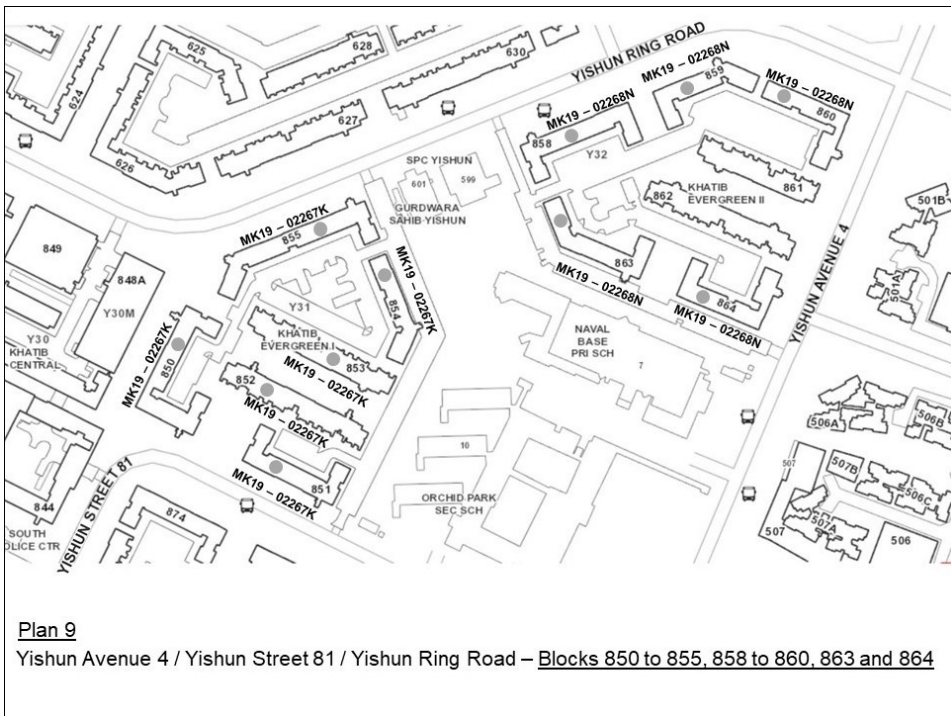 628
625
630
YISHUN RING ROAD
MK19 – 02268N
859
MK19 – 02268N
860
624
627
626
MK19 – 02268N
858
Y32
SPC YISHUN
601
599
GURDWARA
SAHIB YISHUN
861
862
KHATIB
EVERGREEN II
501B
501A
849
848A
Y30M
Y30
KHATIB
CENTRAL
MK19 – 02267K
855
MK19 – 02267K
854
Y31
KHATIB
EVERGREEN I
853
MK19 – 02267K
MK19 – 02267K
850
852
MK19 – 02267K
851
MK19 – 02267K
863
MK19 – 02268N
864
MK19 – 02268N
NAVAL
BASE
PRI SCH
7
YISHUN AVENUE 4
10
ORCHID PARK
SEC SCH
506A
506B
507
507B
506C
507A
507
506
844
SOUTH
OLICE CTR
YISHUN STREET 81
874
Plan 9
Yishun Avenue 4 / Yishun Street 81 / Yishun Ring Road – Blocks 850 to 855, 858 to 860, 863 and 864